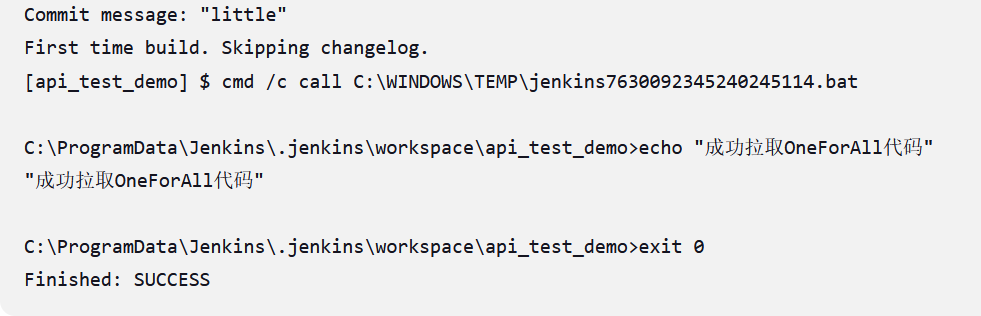 Commit message: "little"
First time build. Skipping changelog.
[api_test_demo] $ cmd /c call C:\WINDOWS\TEMP\jenkins7630092345240245114.bat
C:\ProgramData\Jenkins\.jenkins\workspace\api_test_demo>echo "成功拉取OneForAll代码"
"成功拉取OneForAll代码"
C:\ProgramData\Jenkins\.jenkins\workspace\api_test_demo>exit 0
Finished: SUCCESS